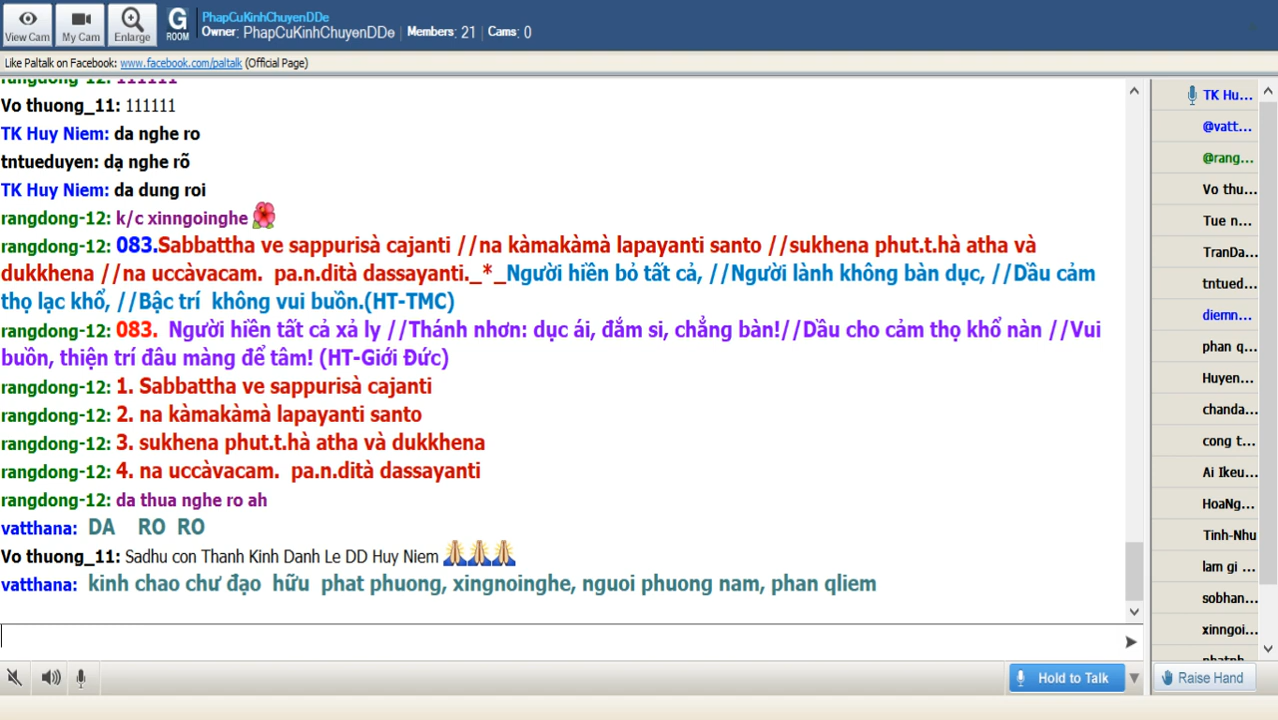 View Cam
My Cam
Enlarge
G
ROOM
PhapCuKinhChuyenDDe
Owner: PhapCuKinhChuyenDDe | Members: 21 | Cams: 0
Like Paltalk on Facebook: www.facebook.com/paltalk (Official Page)
rangdong-12: 111111
Vo thuong_11: 111111
TK Huy Niem: da nghe ro
tntueduyen: dạ nghe rõ
TK Huy Niem: da dung roi
rangdong-12: k/c xinngoinghe
rangdong-12: 083.Sabbattha ve sappurisà cajanti //na kàmakàmà lapayanti santo //sukhena phut.t.hà atha và
dukkhena //na uccàvacam.  pa.n.dità dassayanti._*_Người hiền bỏ tất cả, //Người lành không bàn dục, //Dầu cảm
thọ lạc khổ, //Bậc trí  không vui buồn.(HT-TMC)
rangdong-12: 083.  Người hiền tất cả xả ly //Thánh nhơn: dục ái, đắm si, chẳng bàn!//Dầu cho cảm thọ khổ nàn //Vui
buồn, thiện trí đâu màng để tâm! (HT-Giới Đức)
rangdong-12: 1. Sabbattha ve sappurisà cajanti
rangdong-12: 2. na kàmakàmà lapayanti santo
rangdong-12: 3. sukhena phut.t.hà atha và dukkhena
rangdong-12: 4. na uccàvacam.  pa.n.dità dassayanti
rangdong-12: da thua nghe ro ah
vatthana:  DA    RO  RO
Vo thuong_11: Sadhu con Thanh Kinh Danh Le DD Huy Niem
vatthana:  kinh chao chư đạo  hữu  phat phuong, xingnoinghe, nguoi phuong nam, phan qliem
TK Hu...
@vatt...
@rang...
Vo thu...
Tue n...
TranDa...
tntued...
diemn...
phan q...
Huyen...
chanda...
cong t...
Ai Ikeu...
HoaNg...
Tinh-Nhu
lam gi ...
sobhan...
xinngoi...
Hold to Talk
Raise Hand